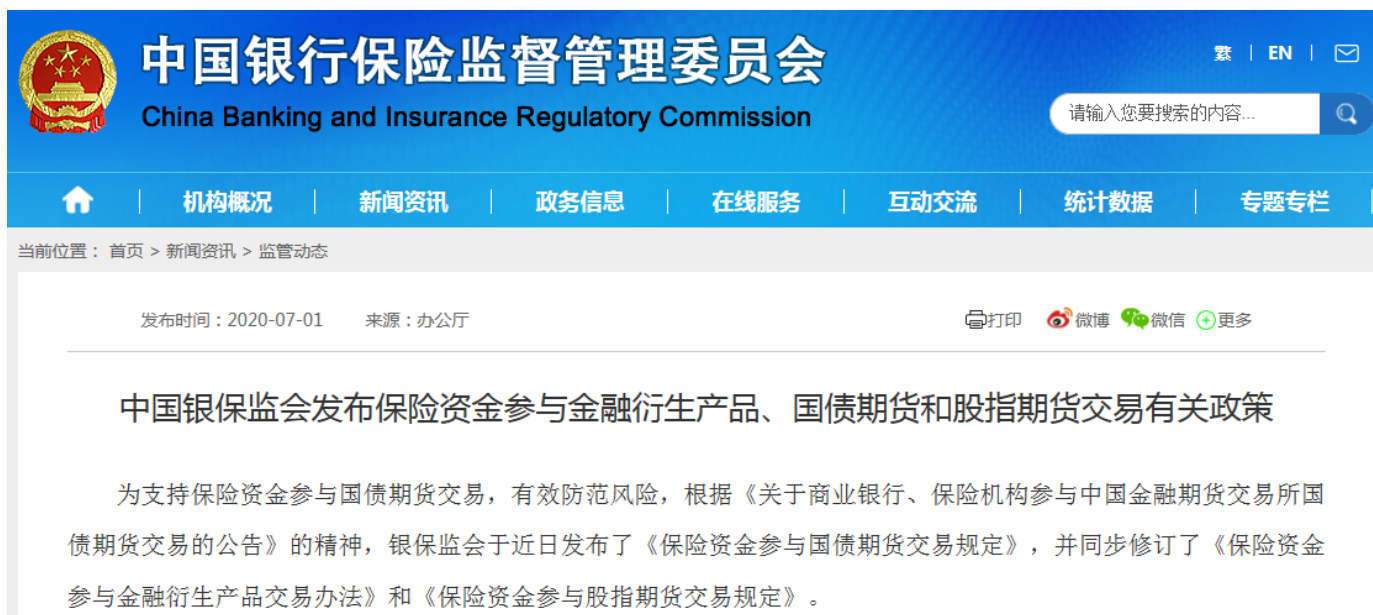 中国银行保险监督管理委员会
繁 | EN |
China Banking and Insurance Regulatory Commission
请输入您要搜索的内容...
机构概况 | 新闻资讯 | 政务信息 | 在线服务 | 互动交流 | 统计数据 | 专题专栏
当前位置： 首页 > 新闻资讯 > 监管动态
发布时间：2020-07-01 来源：办公厅 打印 微博 微信 更多
中国银保监会发布保险资金参与金融衍生产品、国债期货和股指期货交易有关政策
为支持保险资金参与国债期货交易，有效防范风险，根据《关于商业银行、保险机构参与中国金融期货交易所国
债期货交易的公告》的精神，银保监会于近日发布了《保险资金参与国债期货交易规定》，并同步修订了《保险资金
参与金融衍生产品交易办法》和《保险资金参与股指期货交易规定》。